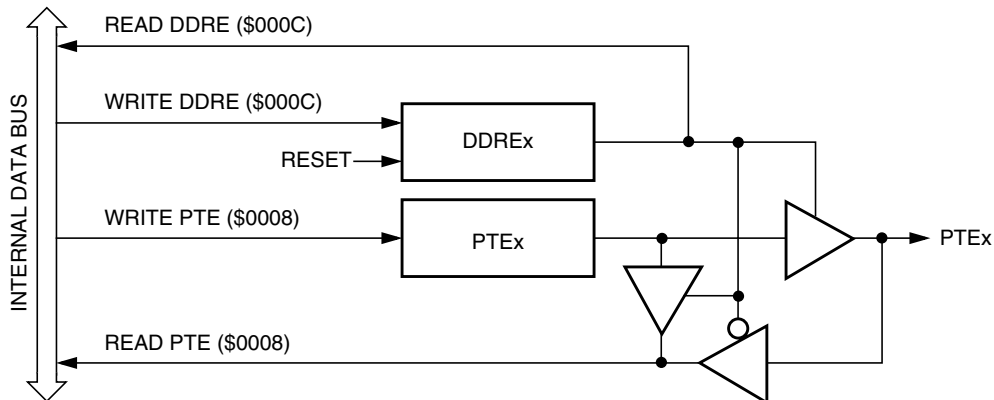 READ DDRE ($000C)
WRITE DDRE ($000C)
DDREx
RESET
WRITE PTE ($0008)
PTEx
PTEx
READ PTE ($0008)
INTERNAL DATA BUS